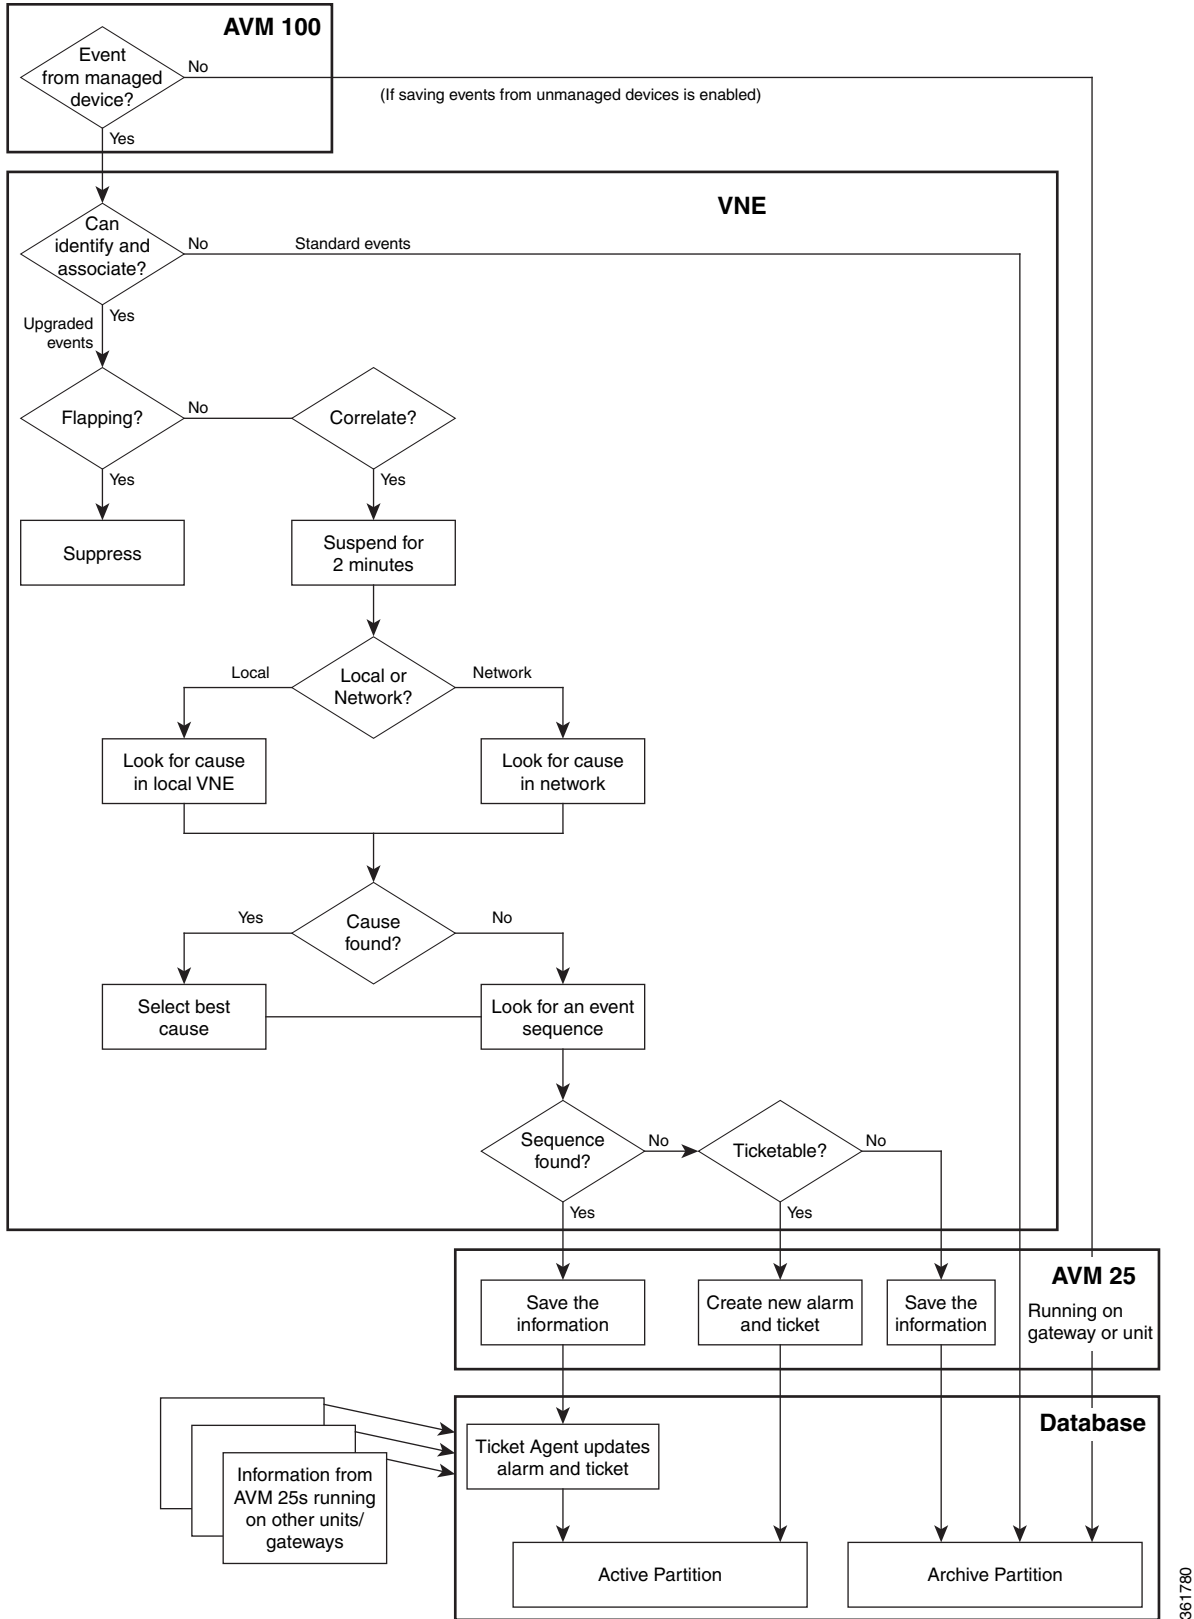 AVM 100
Event
from managed
device?
No
(If saving events from unmanaged devices is enabled)
Yes
VNE
Can
identify and
associate?
No
Standard events
Yes
Upgraded
events
Flapping?
No
Correlate?
Yes
Yes
Suppress
Suspend for
2 minutes
Local
Local or
Network?
Network
Look for cause
in local VNE
Look for cause
in network
Yes
Cause
found?
No
Select best
cause
Look for an event
sequence
Sequence
found?
No
Ticketable?
No
Yes
Yes
AVM 25
Running on
gateway or unit
Save the
information
Create new alarm
and ticket
Save the
information
Database
Ticket Agent updates
alarm and ticket
Information from
AVM 25s running
on other units/
gateways
Active Partition
Archive Partition
361780